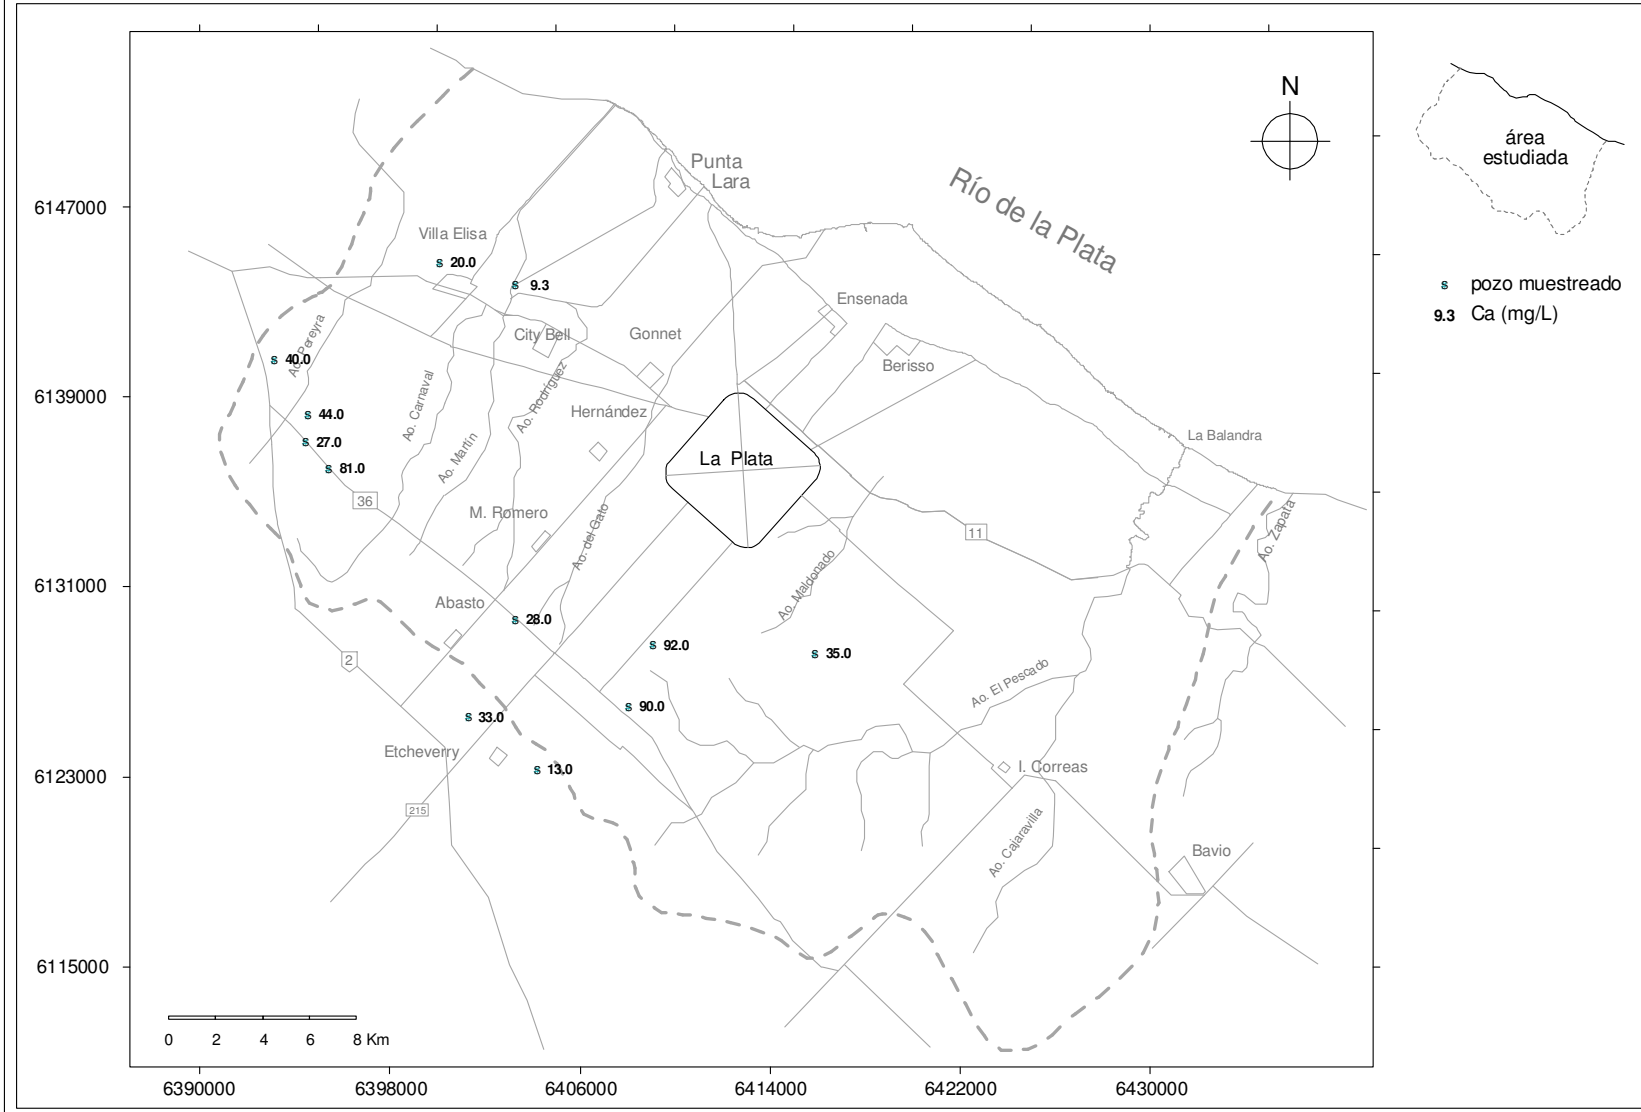 N
área
estudiada
Punta
Lara
Río de la Plata
6147000
Villa Elisa
s 20.0
s 9.3
s pozo muestreado
9.3 Ca (mg/L)
Ensenada
City Bell
Gonnet
Ao. Pereyra
s 40.0
Berisso
6139000
Ao. Carnaval
Ao. Rodríguez
Hernández
s 44.0
s 27.0
Ao. Martín
La Balandra
La Plata
s 81.0
36
M. Romero
Ao. del Gato
11
Ao. Zapata
6131000
Ao. Maldonado
Abasto
s 28.0
s 92.0
s 35.0
2
Ao. El Pescado
s 90.0
s 33.0
Etcheverry
s 13.0
I. Correas
6123000
215
Ao. Cajaravilla
Bavio
6115000
0 2 4 6 8 Km
6390000 6398000 6406000 6414000 6422000 6430000